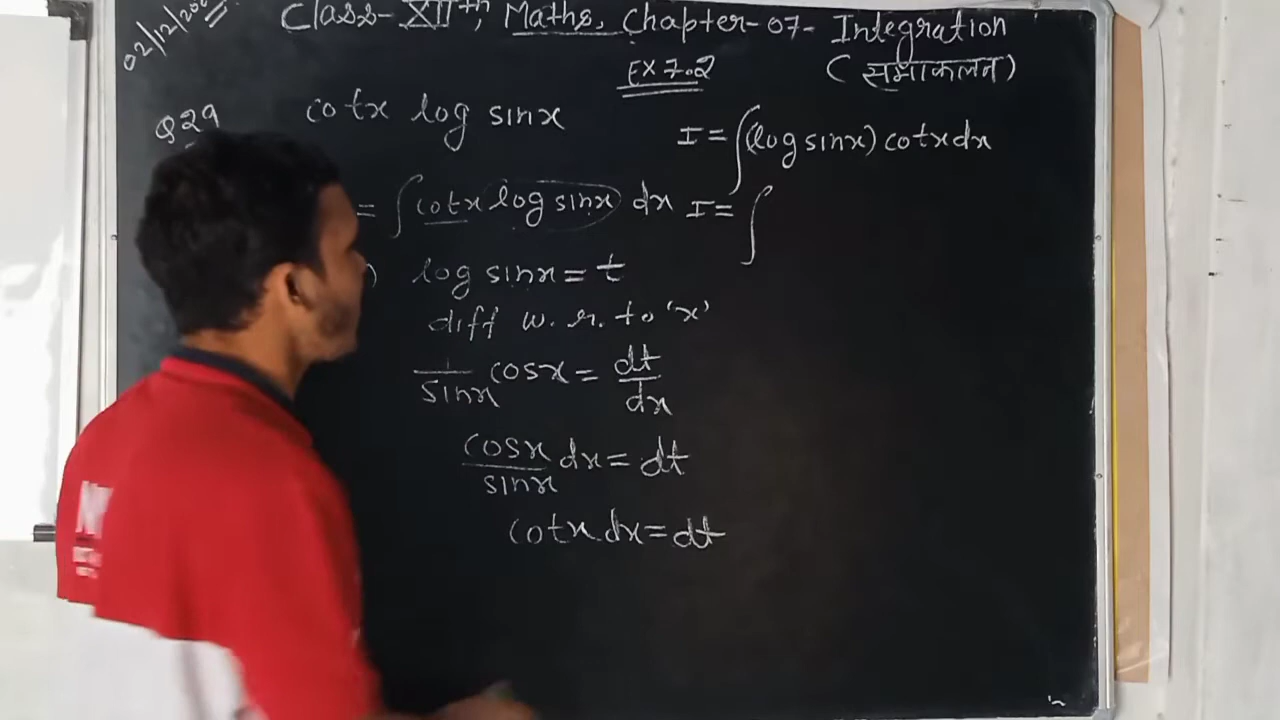 02/12/20
Class- XIIth, Maths, Chapter-07- Integration
(समाकलन)
EX 7.2
Q29 cotx log sinx
= ∫ cotx log sinx dx
log sinx = t
diff w. r. to 'x'
1/sinx cosx = dt/dx
cosx/sinx dx = dt
cotx dx = dt
I = ∫(log sinx) cotx dx
I = ∫